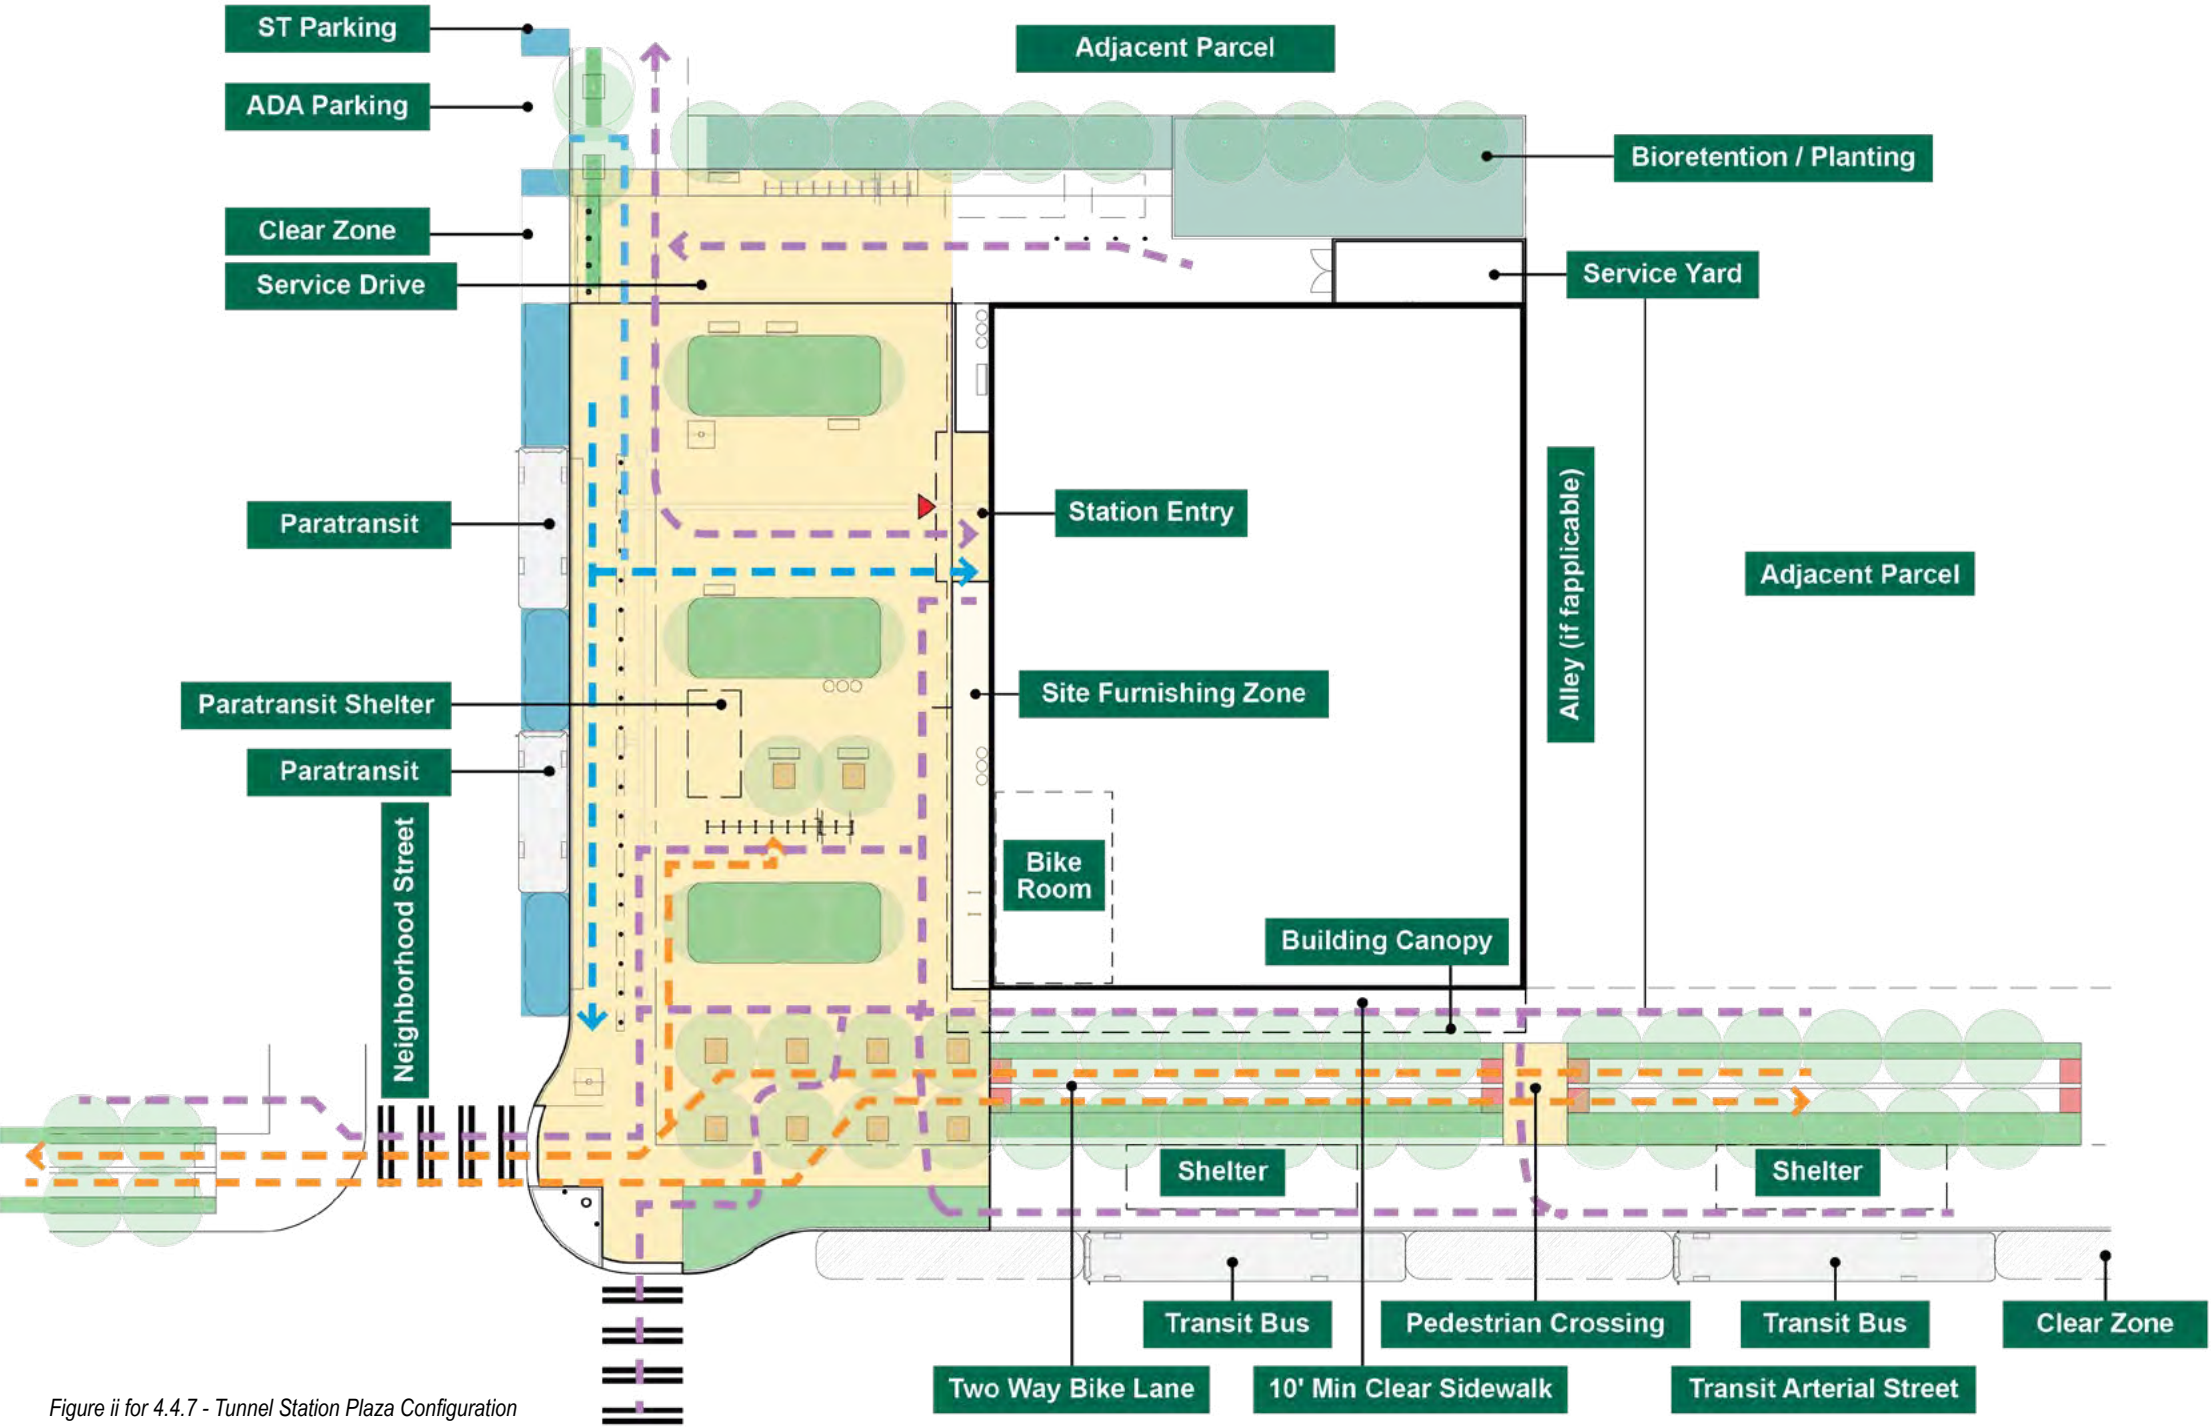 ST Parking
Adjacent Parcel
ADA Parking
Bioretention / Planting
Clear Zone
Service Drive
Service Yard
Paratransit
Station Entry
Alley (if fapplicable)
Adjacent Parcel
Paratransit Shelter
Site Furnishing Zone
Paratransit
Neighborhood Street
Bike
Room
Building Canopy
Shelter
Shelter
Transit Bus
Pedestrian Crossing
Transit Bus
Clear Zone
Two Way Bike Lane
10' Min Clear Sidewalk
Transit Arterial Street
Figure ii for 4.4.7 - Tunnel Station Plaza Configuration